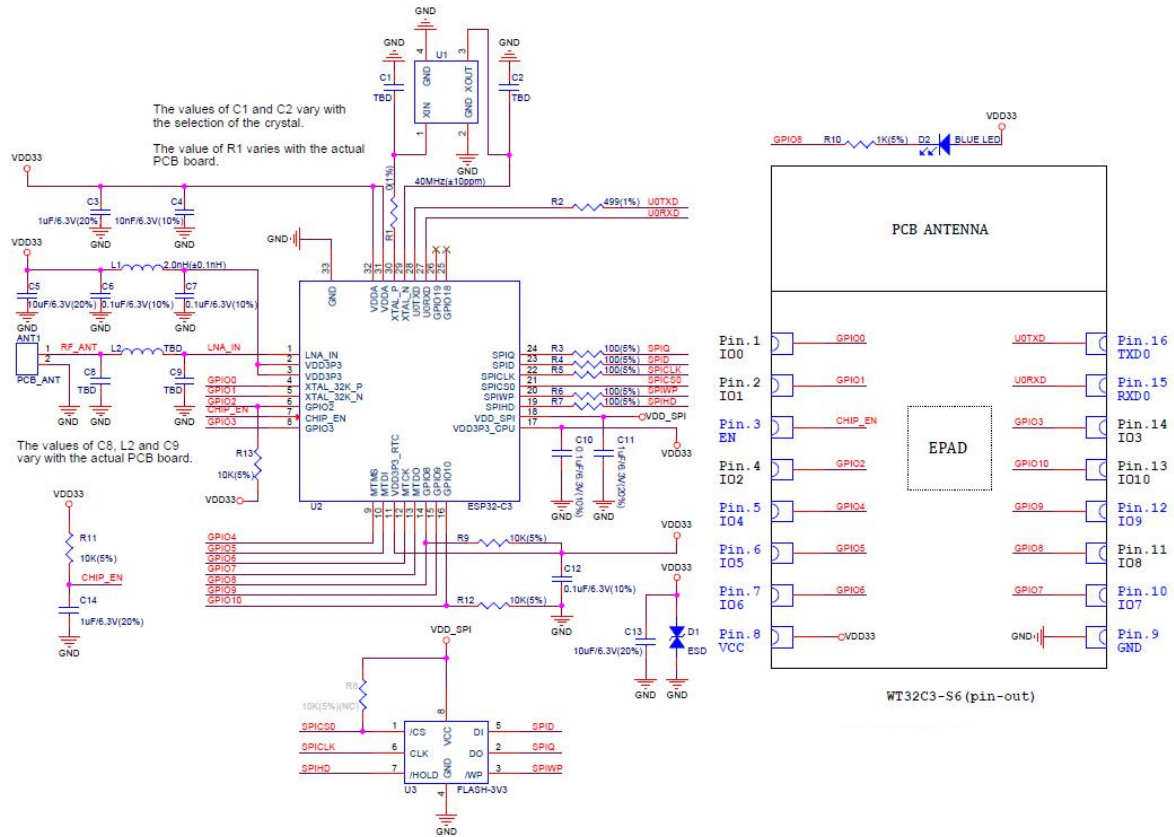 GND
GND
GND
4
3
U1
GND
XOUT
C1
TBD
C2
TBD
XIN
GND
1
2
GND
The values of C1 and C2 vary with
the selection of the crystal.
The value of R1 varies with the actual
PCB board.
40MHz(±10ppm)
VDD33
C3
1uF/6.3V(20%)
GND
C4
10nF/6.3V(10%)
GND
0(1%)
R1
R2
499(1%)
U0TXD
U0RXD
GND
VDD33
L1
2.0nH(±0.1nH)
C5
10uF/6.3V(20%)
GND
C6
0.1uF/6.3V(10%)
GND
C7
0.1uF/6.3V(10%)
GND
33
32
31
30
29
28
27
26
25
GND
VDDA
VDDA
XTAL_P
XTAL_N
U0TXD
U0RXD
GPIO19
GPIO18
ANT1
1
2
PCB_ANT
RF_ANT
L2
TBD
LNA_IN
GND
C8
TBD
GND
C9
TBD
GND
GPIO0
GPIO1
GPIO2
CHIP_EN
GPIO3
1 LNA_IN
2 VDD3P3
3 VDD3P3
4 XTAL_32K_P
5 XTAL_32K_N
6 GPIO2
7 CHIP_EN
8 GPIO3
SPIQ 24 R3 100(5%) SPIQ
SPID 23 R4 100(5%) SPID
SPICLK 22 R5 100(5%) SPICLK
SPICS0 21 SPICS0
SPIWP 20 R6 100(5%) SPIWP
SPIHD 19 R7 100(5%) SPIHD
VDD_SPI 18 VDD_SPI
VDD3P3_CPU 17
VDD33
C10
0.1uF/6.3V(10%)
GND
C11
1uF/6.3V(20%)
GND
The values of C8, L2 and C9
vary with the actual PCB board.
R13
10K(5%)
VDD33
U2
ESP32-C3
MTMS
MTDI
VDD3P3_RTC
MTCK
MTDO
GPIO8
GPIO9
GPIO10
9
10
11
12
13
14
15
16
VDD33
R11
10K(5%)
CHIP_EN
C14
1uF/6.3V(20%)
GND
GPIO4
GPIO5
GPIO6
GPIO7
GPIO8
GPIO9
GPIO10
R9
10K(5%)
VDD33
C12
0.1uF/6.3V(10%)
R12
10K(5%)
GND
VDD33
C13
10uF/6.3V(20%)
GND
D1
ESD
GND
VDD_SPI
R8
10K(5%)(NC)
8
SPICS0 1 /CS
VCC
DI 5 SPID
SPICLK 6 CLK
DO 2 SPIQ
SPIHD 7 /HOLD
GND
/WP 3 SPIWP
U3
4
FLASH-3V3
GND
GPIO8
R10
1K(5%)
D2
BLUE LED
VDD33
PCB ANTENNA
EPAD
Pin.1
IO0
GPIO0
Pin.2
IO1
GPIO1
Pin.3
EN
CHIP_EN
Pin.4
IO2
GPIO2
Pin.5
IO4
GPIO4
Pin.6
IO5
GPIO5
Pin.7
IO6
GPIO6
Pin.8
VCC
VDD33
U0TXD
Pin.16
TXD0
U0RXD
Pin.15
RXD0
GPIO3
Pin.14
IO3
GPIO10
Pin.13
IO10
GPIO9
Pin.12
IO9
GPIO8
Pin.11
IO8
GPIO7
Pin.10
IO7
GND
Pin.9
GND
WT32C3-S6(pin-out)